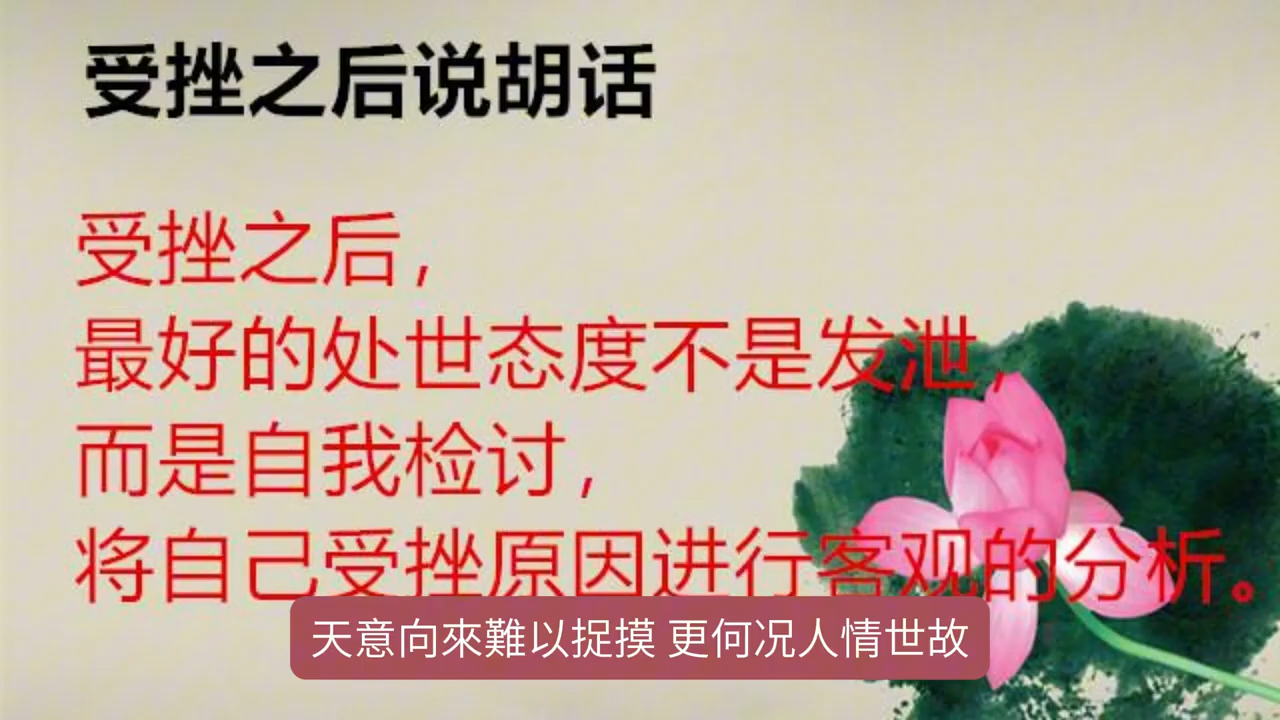 受挫之后说胡话
受挫之后，
最好的处世态度不是发泄，
而是自我检讨，
将自己受挫原因进行客观的分析。
天意向來難以捉摸 更何况人情世故